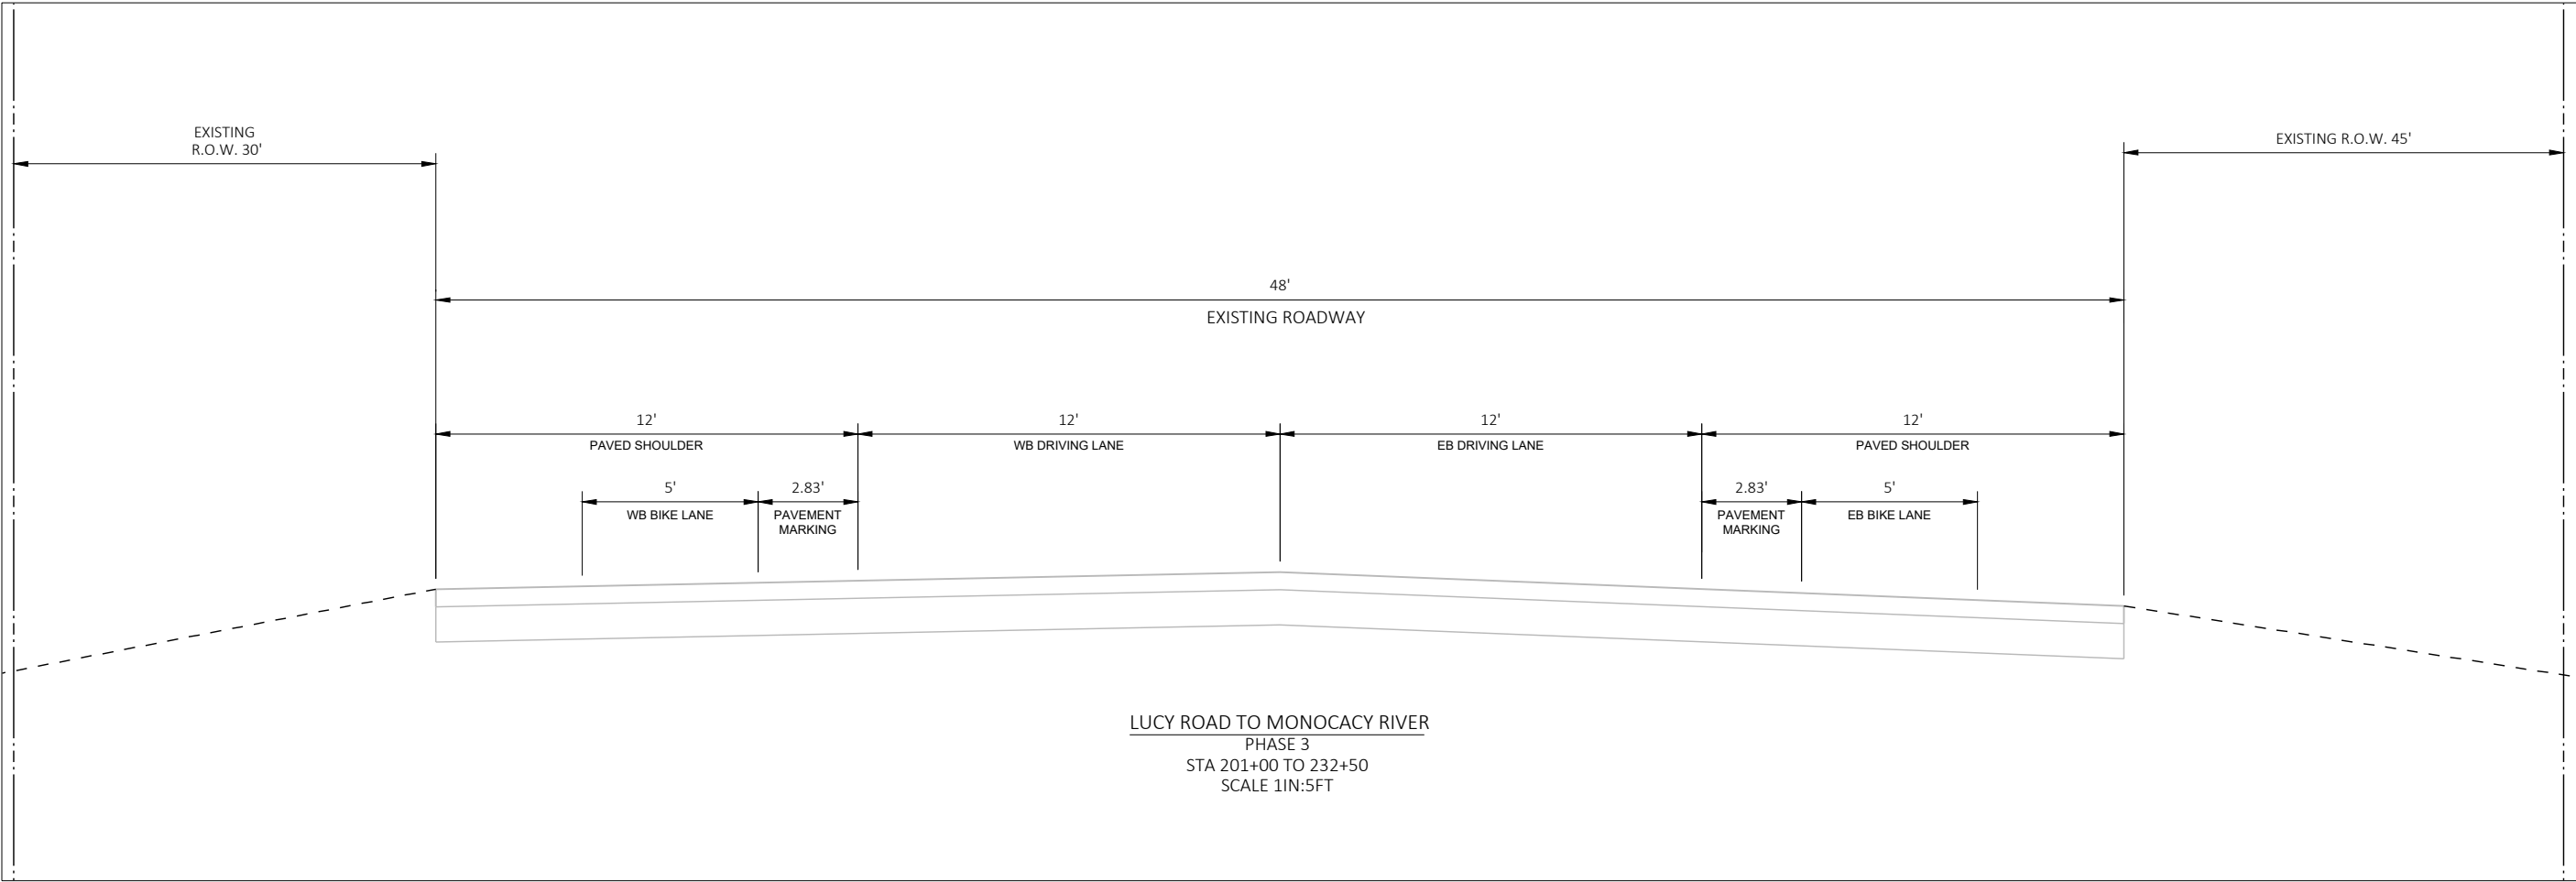 EXISTING
R.O.W. 30'
EXISTING R.O.W. 45'
48'
EXISTING ROADWAY
12'
PAVED SHOULDER
12'
WB DRIVING LANE
12'
EB DRIVING LANE
12'
PAVED SHOULDER
5'
WB BIKE LANE
2.83'
PAVEMENT
MARKING
2.83'
PAVEMENT
MARKING
5'
EB BIKE LANE
LUCY ROAD TO MONOCACY RIVER
PHASE 3
STA 201+00 TO 232+50
SCALE 1IN:5FT